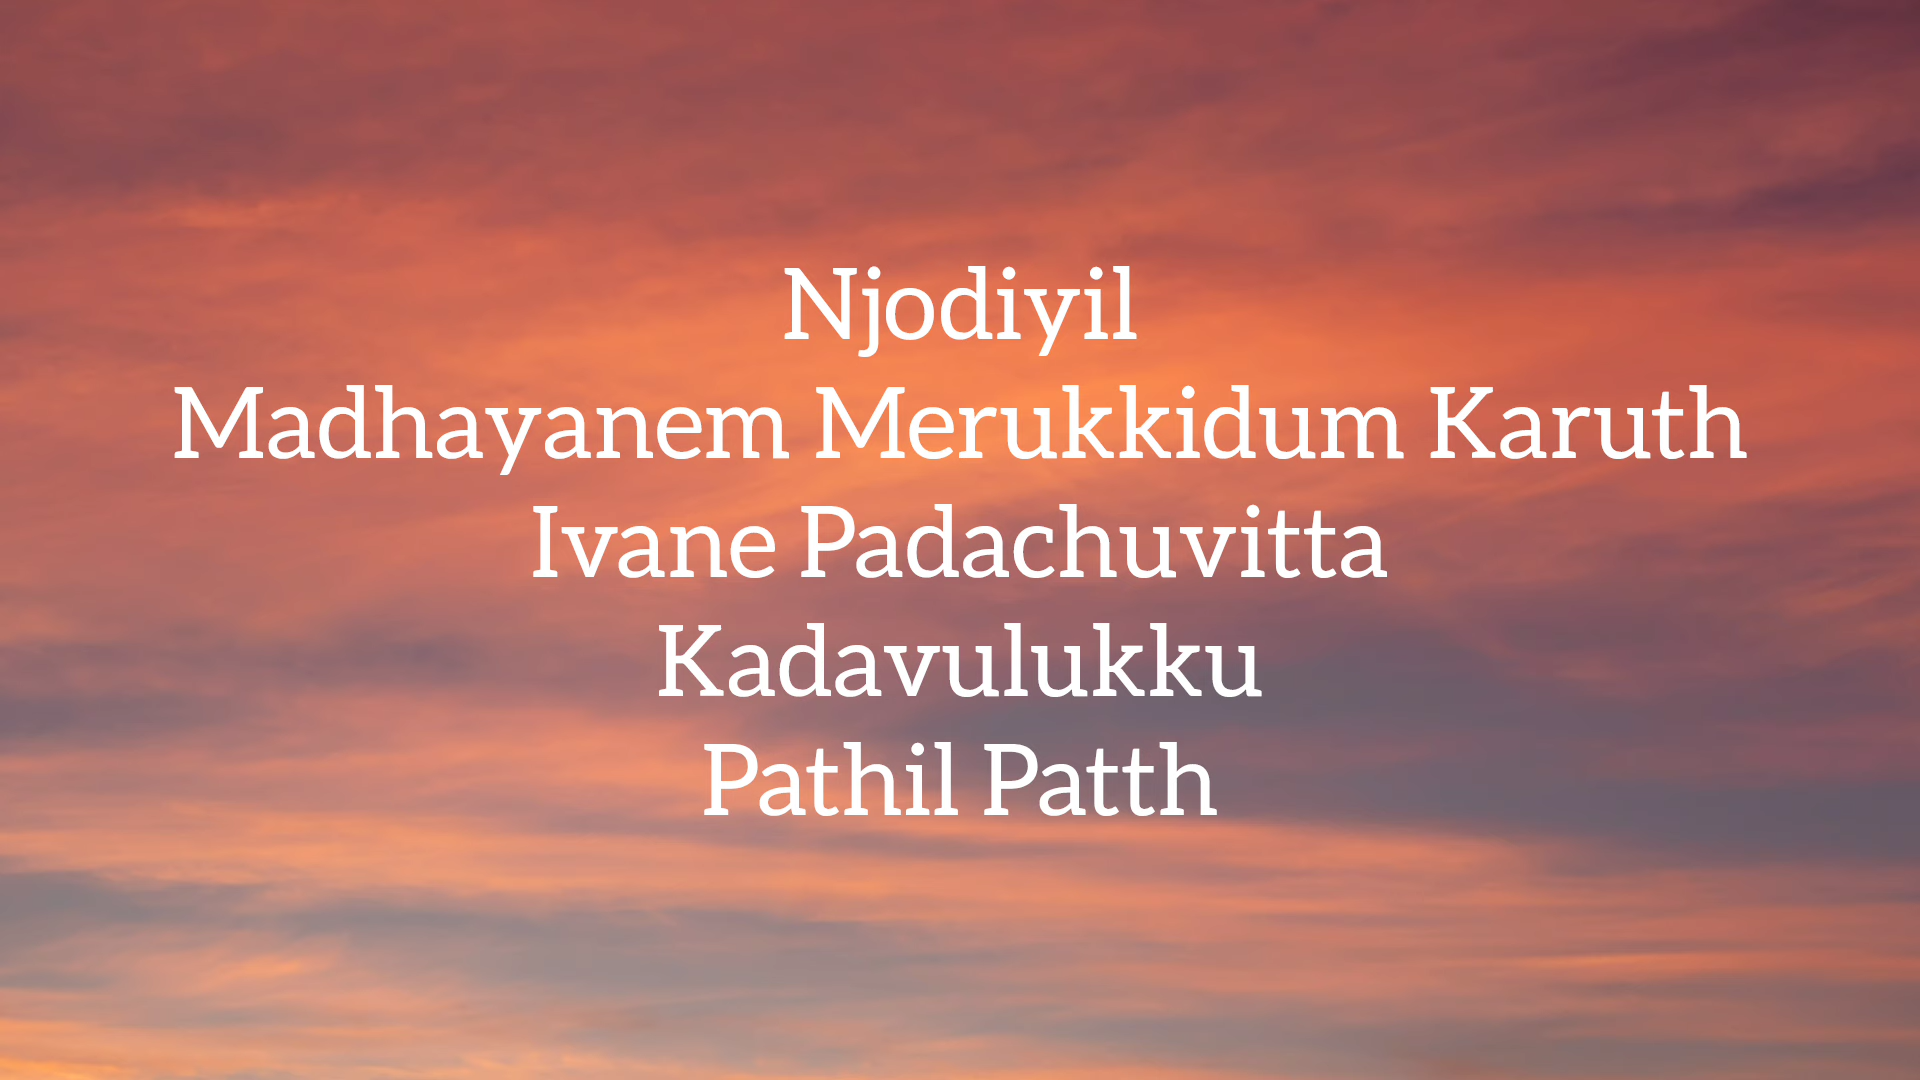 Njodiyil
Madhayanem Merukkidum Karuth
Ivane Padachuvitta
Kadavulukku
Pathil Patth